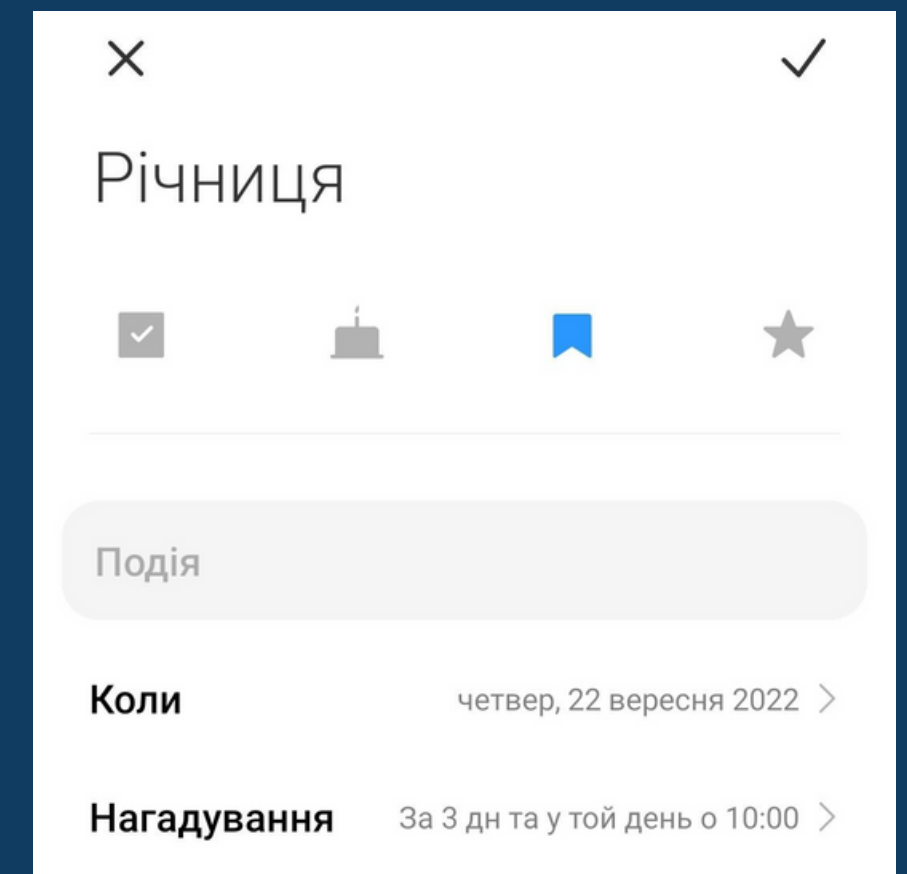 Річниця
Подія
Коли четвер, 22 вересня 2022
Нагадування За 3 дн та у той день о 10:00